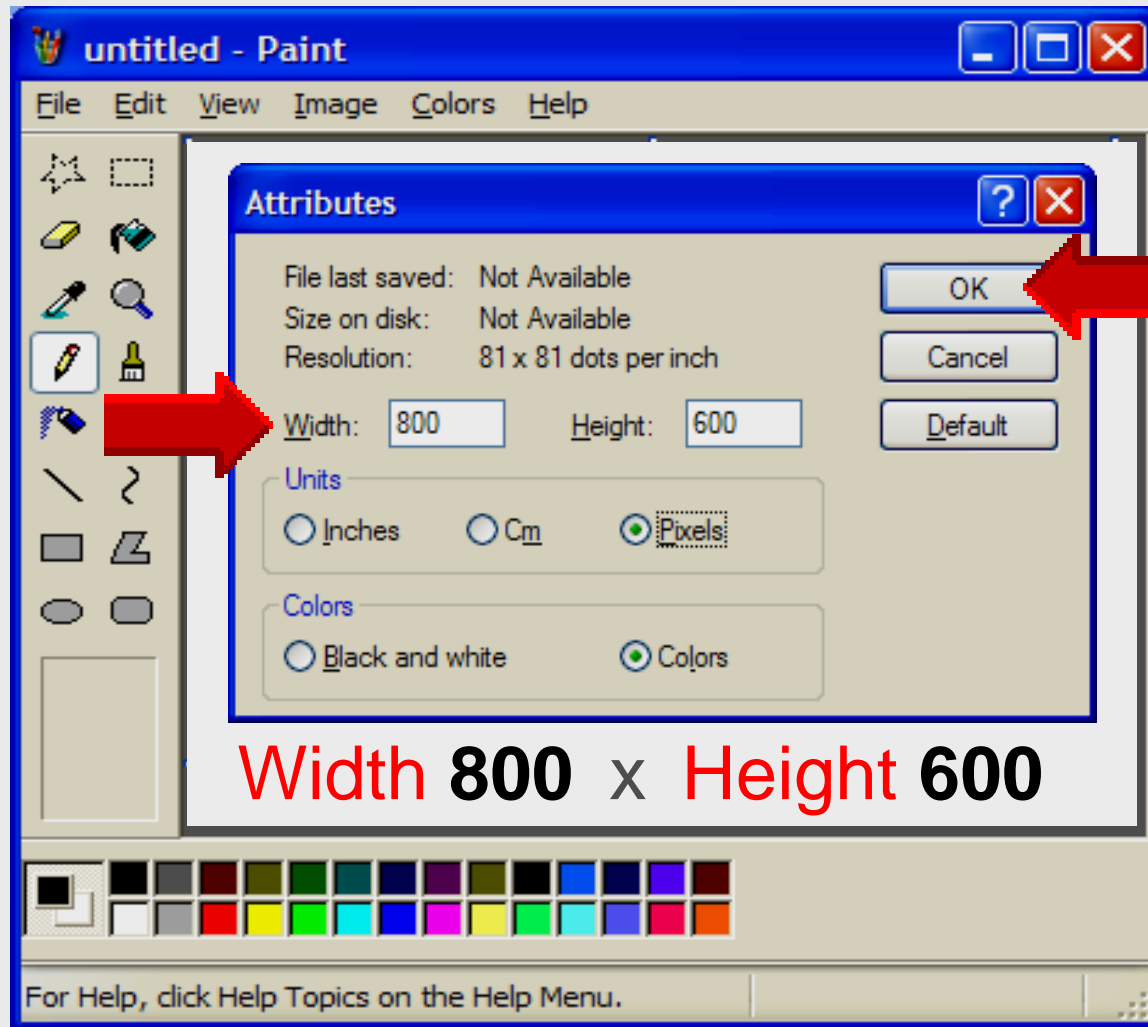 untitled - Paint
File Edit View Image Colors Help
Attributes
?
File last saved: Not Available
Size on disk: Not Available
Resolution: 81 x 81 dots per inch
OK
Cancel
Width: 800 Height: 600 Default
Units
Inches Cm Pixels
Colors
Black and white Colors
Width 800 x Height 600
For Help, click Help Topics on the Help Menu.